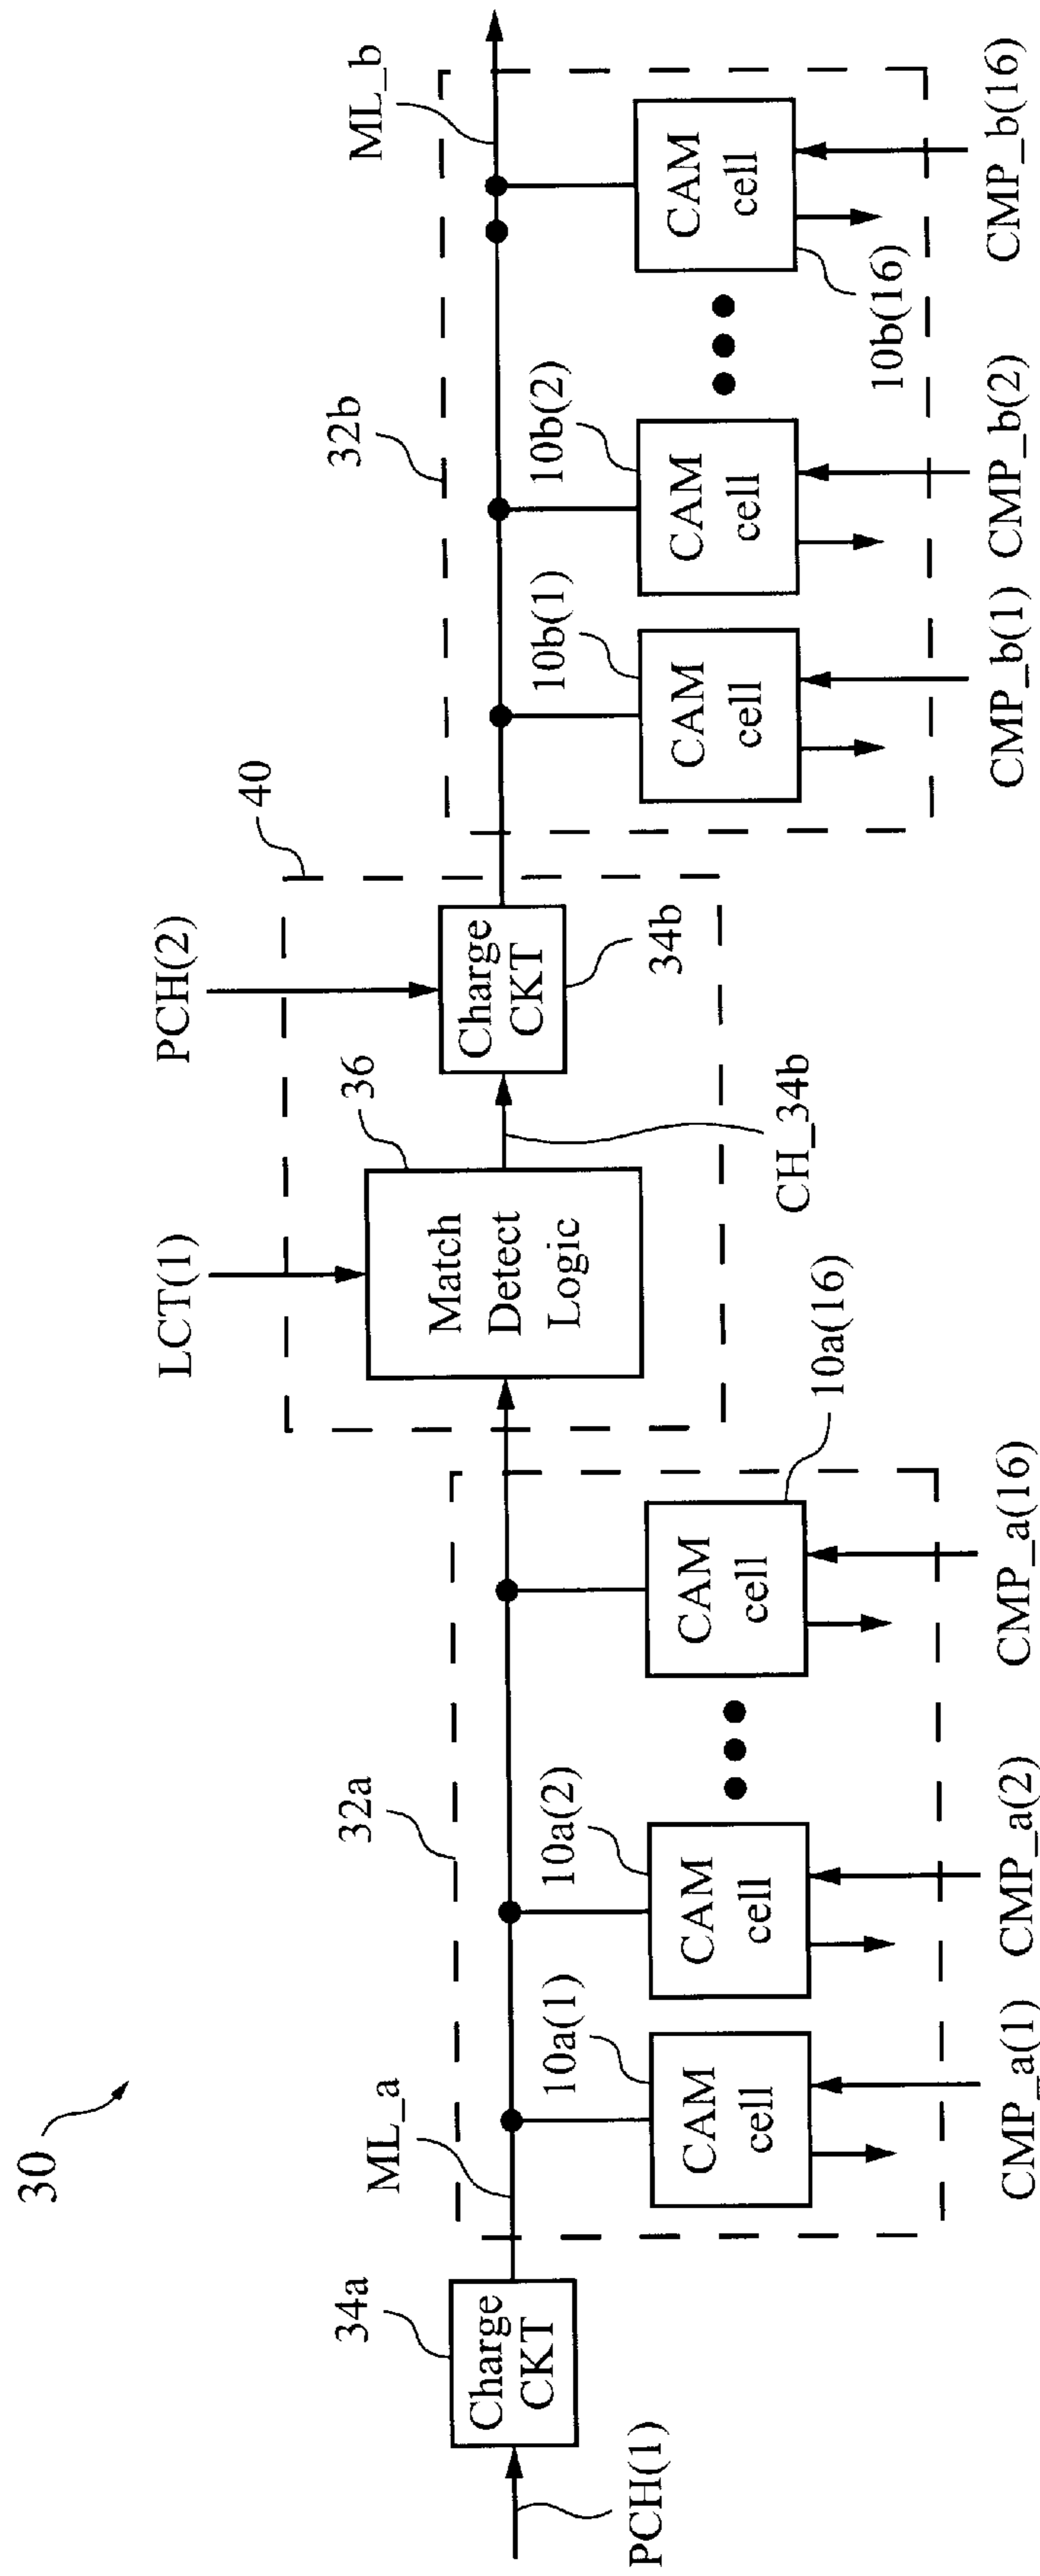 30
PCH(1)
34a
Charge
CKT
ML_a
32a
10a(1)
CAM
cell
CMP_a(1)
10a(2)
CAM
cell
CMP_a(2)
CAM
cell
10a(16)
CMP_a(16)
LCT(1)
36
Match
Detect
Logic
CH_34b
PCH(2)
40
Charge
CKT
34b
32b
ML_b
10b(1)
CAM
cell
CMP_b(1)
10b(2)
CAM
cell
CMP_b(2)
CAM
cell
10b(16)
CMP_b(16)